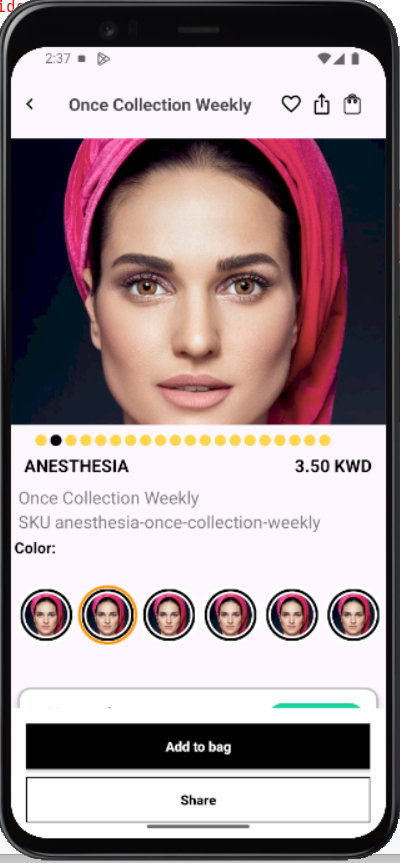 2:37
Once Collection Weekly
ANESTHESIA 3.50 KWD
Once Collection Weekly
SKU anesthesia-once-collection-weekly
Color:
Add to bag
Share